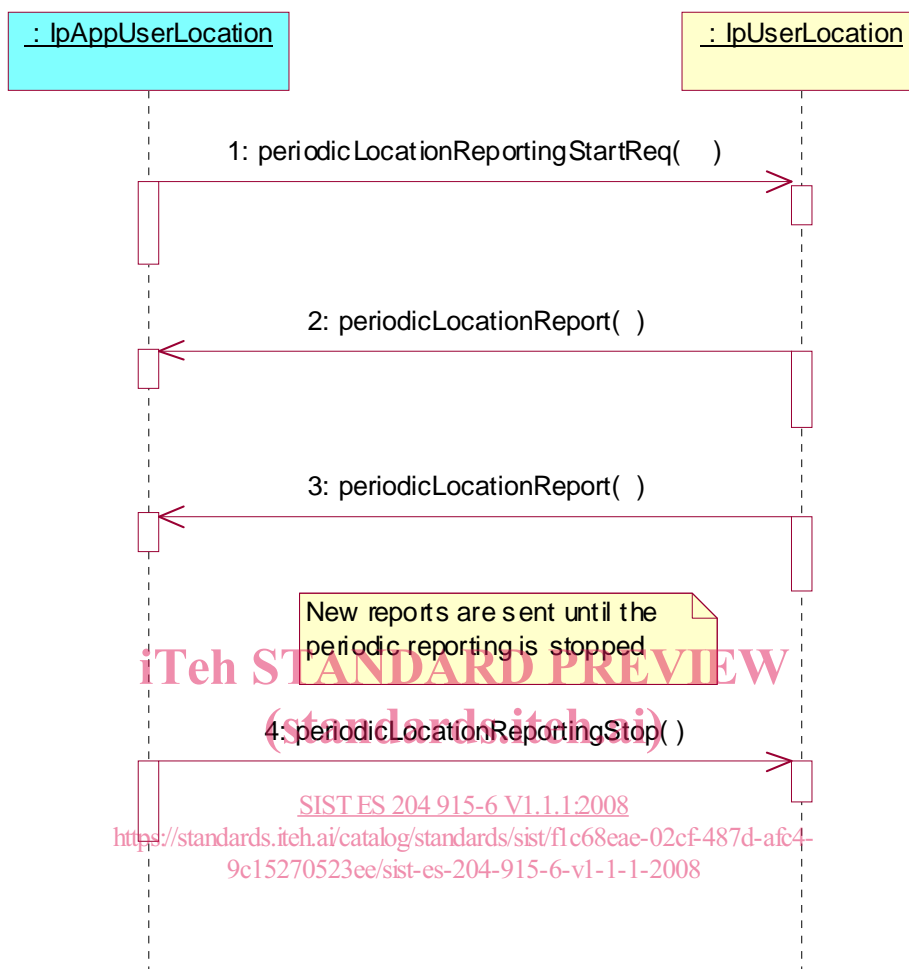 : IpAppUserLocation
: IpUserLocation
1: periodicLocationReportingStartReq( )
2: periodicLocationReport( )
3: periodicLocationReport( )
New reports are sent until the
periodic reporting is stopped
iTeh STANDARD PREVIEW
(standards.iteh.ai)
4: periodicLocationReportingStop( )
SIST ES 204 915-6 V1.1.1:2008
https://standards.iteh.ai/catalog/standards/sist/f1c68eae-02cf-487d-afc4-
9c15270523ee/sist-es-204-915-6-v1-1-1-2008